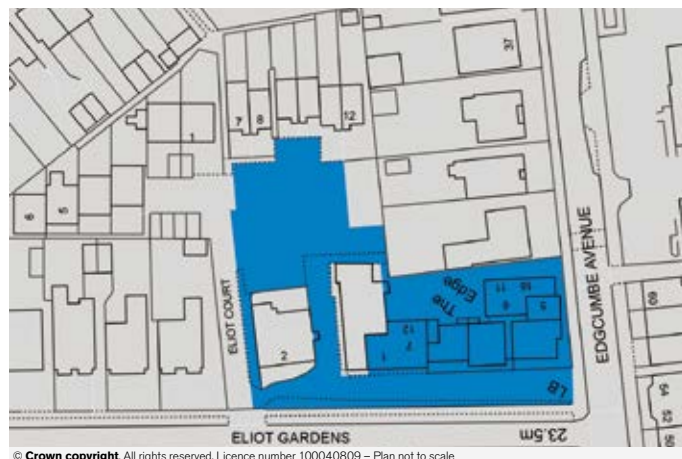 37
7
8
12
1
6
5
ELIOT COURT
EDGCUMBE AVENUE
The Edge
11
6
5
60
2
1
7
12
LB
54
52
50
ELIOT GARDENS
23.5m
© Crown copyright. All rights reserved. Licence number 100040809 – Plan not to scale